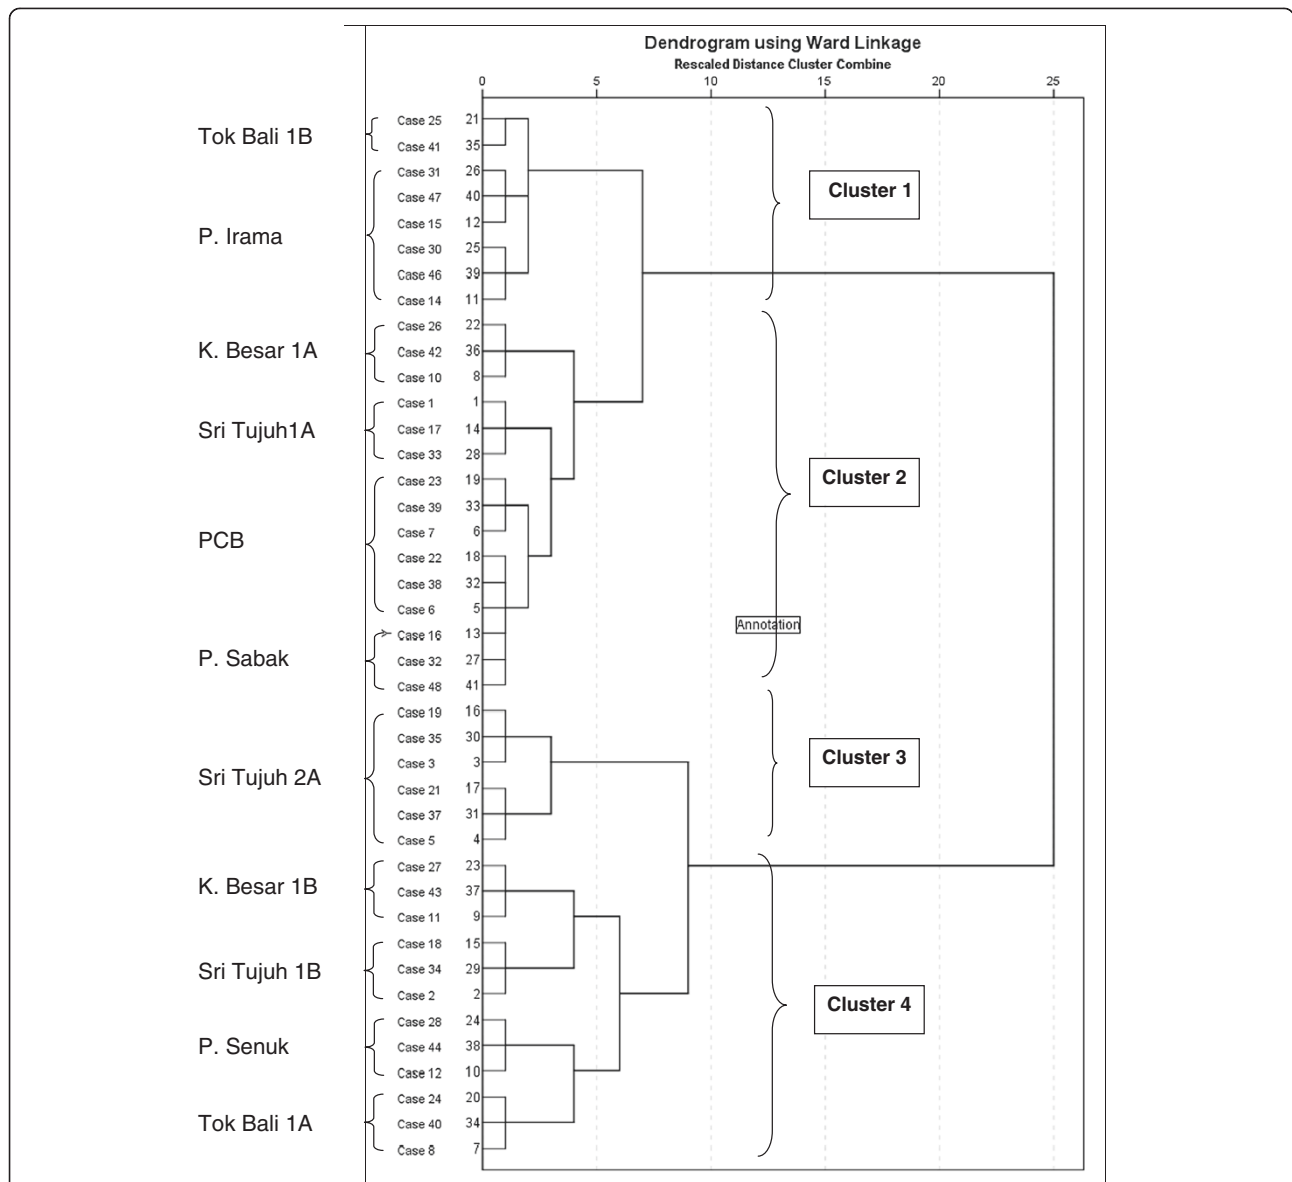 Dendrogram using Ward Linkage
Rescaled Distance Cluster Combine
0 5 10 15 20 25
Tok Bali 1B
Case 25 21
Case 41 35
P. Irama
Case 31 26
Case 47 40
Case 15 12
Case 30 25
Case 46 39
Case 14 11
Cluster 1
K. Besar 1A
Case 26 22
Case 42 36
Case 10 8
Sri Tujuh1A
Case 1 1
Case 17 14
Case 33 28
PCB
Case 23 19
Case 39 33
Case 7 6
Case 22 18
Case 38 32
Case 6 5
Cluster 2
P. Sabak
Case 16 13
Case 32 27
Case 48 41
Annotation
Sri Tujuh 2A
Case 19 16
Case 35 30
Case 3 3
Case 21 17
Case 37 31
Case 5 4
Cluster 3
K. Besar 1B
Case 27 23
Case 43 37
Case 11 9
Sri Tujuh 1B
Case 18 15
Case 34 29
Case 2 2
P. Senuk
Case 28 24
Case 44 38
Case 12 10
Tok Bali 1A
Case 24 20
Case 40 34
Case 8 7
Cluster 4